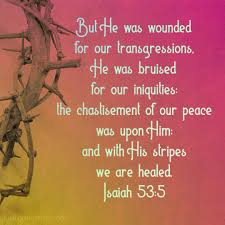 But He was wounded
for our transgressions,
He was bruised
for our iniquities:
the chastisement of our peace
was upon Him;
and with His stripes
we are healed.
Isaiah 53:5